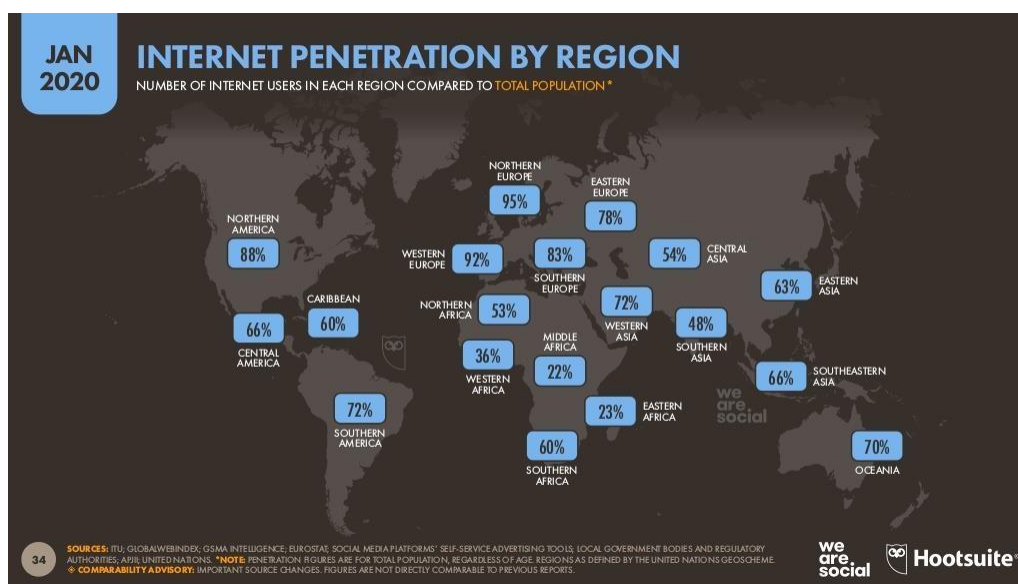 JAN
2020
INTERNET PENETRATION BY REGION
NUMBER OF INTERNET USERS IN EACH REGION COMPARED TO TOTAL POPULATION*
NORTHERN
EUROPE
95%
EASTERN
EUROPE
78%
NORTHERN
AMERICA
88%
WESTERN
EUROPE
92%
83%
SOUTHERN
EUROPE
54%
CENTRAL
ASIA
63%
EASTERN
ASIA
CARIBBEAN
60%
66%
CENTRAL
AMERICA
NORTHERN
AFRICA
53%
72%
WESTERN
ASIA
48%
SOUTHERN
ASIA
36%
WESTERN
AFRICA
MIDDLE
AFRICA
22%
66%
SOUTHEASTERN
ASIA
we
are
social
72%
SOUTHERN
AMERICA
23%
EASTERN
AFRICA
60%
SOUTHERN
AFRICA
70%
OCEANIA
34
SOURCES: ITU; GLOBALWEBINDEX; GSMA INTELLIGENCE; EUROSTAT; SOCIAL MEDIA PLATFORMS' SELF-SERVICE ADVERTISING TOOLS; LOCAL GOVERNMENT BODIES AND REGULATORY
AUTHORITIES; APJII; UNITED NATIONS. *NOTE: PENETRATION FIGURES ARE FOR TOTAL POPULATION, REGARDLESS OF AGE. REGIONS AS DEFINED BY THE UNITED NATIONS GEOSCHEME.
COMPARABILITY ADVISORY: IMPORTANT SOURCE CHANGES. FIGURES ARE NOT DIRECTLY COMPARABLE TO PREVIOUS REPORTS.
we
are
social
Hootsuite®